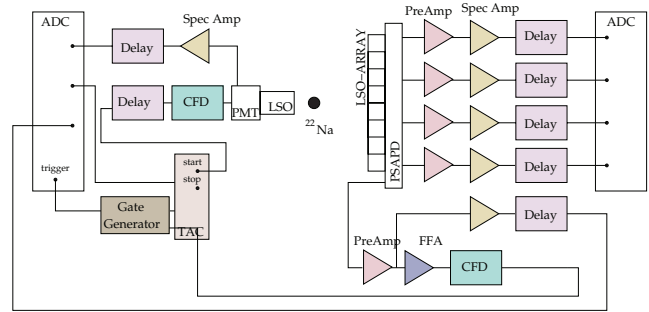 ADC
Spec Amp
Delay
Delay
CFD
PMT
LSO
22Na
trigger
start
stop
TAC
Gate
Generator
LSO-ARRAY
PSAPD
PreAmp
Spec Amp
ADC
Delay
Delay
Delay
Delay
Delay
PreAmp
FFA
CFD